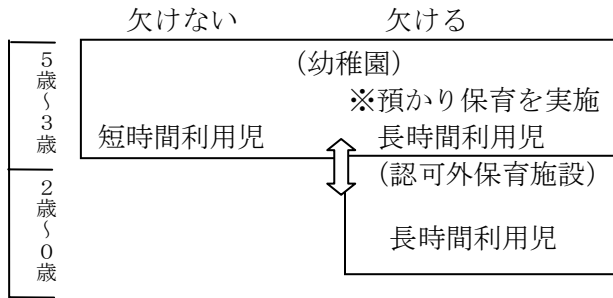 欠けない　欠ける
5歳～3歳
(幼稚園)
※預かり保育を実施
短時間利用児　長時間利用児
(認可外保育施設)
2歳～0歳
長時間利用児